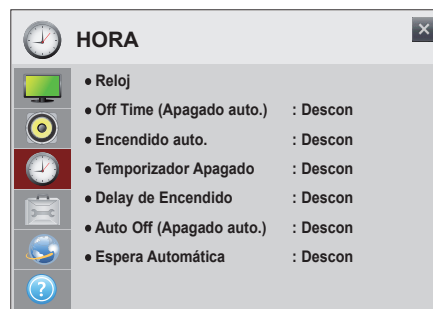 HORA
● Reloj
● Off Time (Apagado auto.) : Descon
● Encendido auto. : Descon
● Temporizador Apagado : Descon
● Delay de Encendido : Descon
● Auto Off (Apagado auto.) : Descon
● Espera Automática : Descon